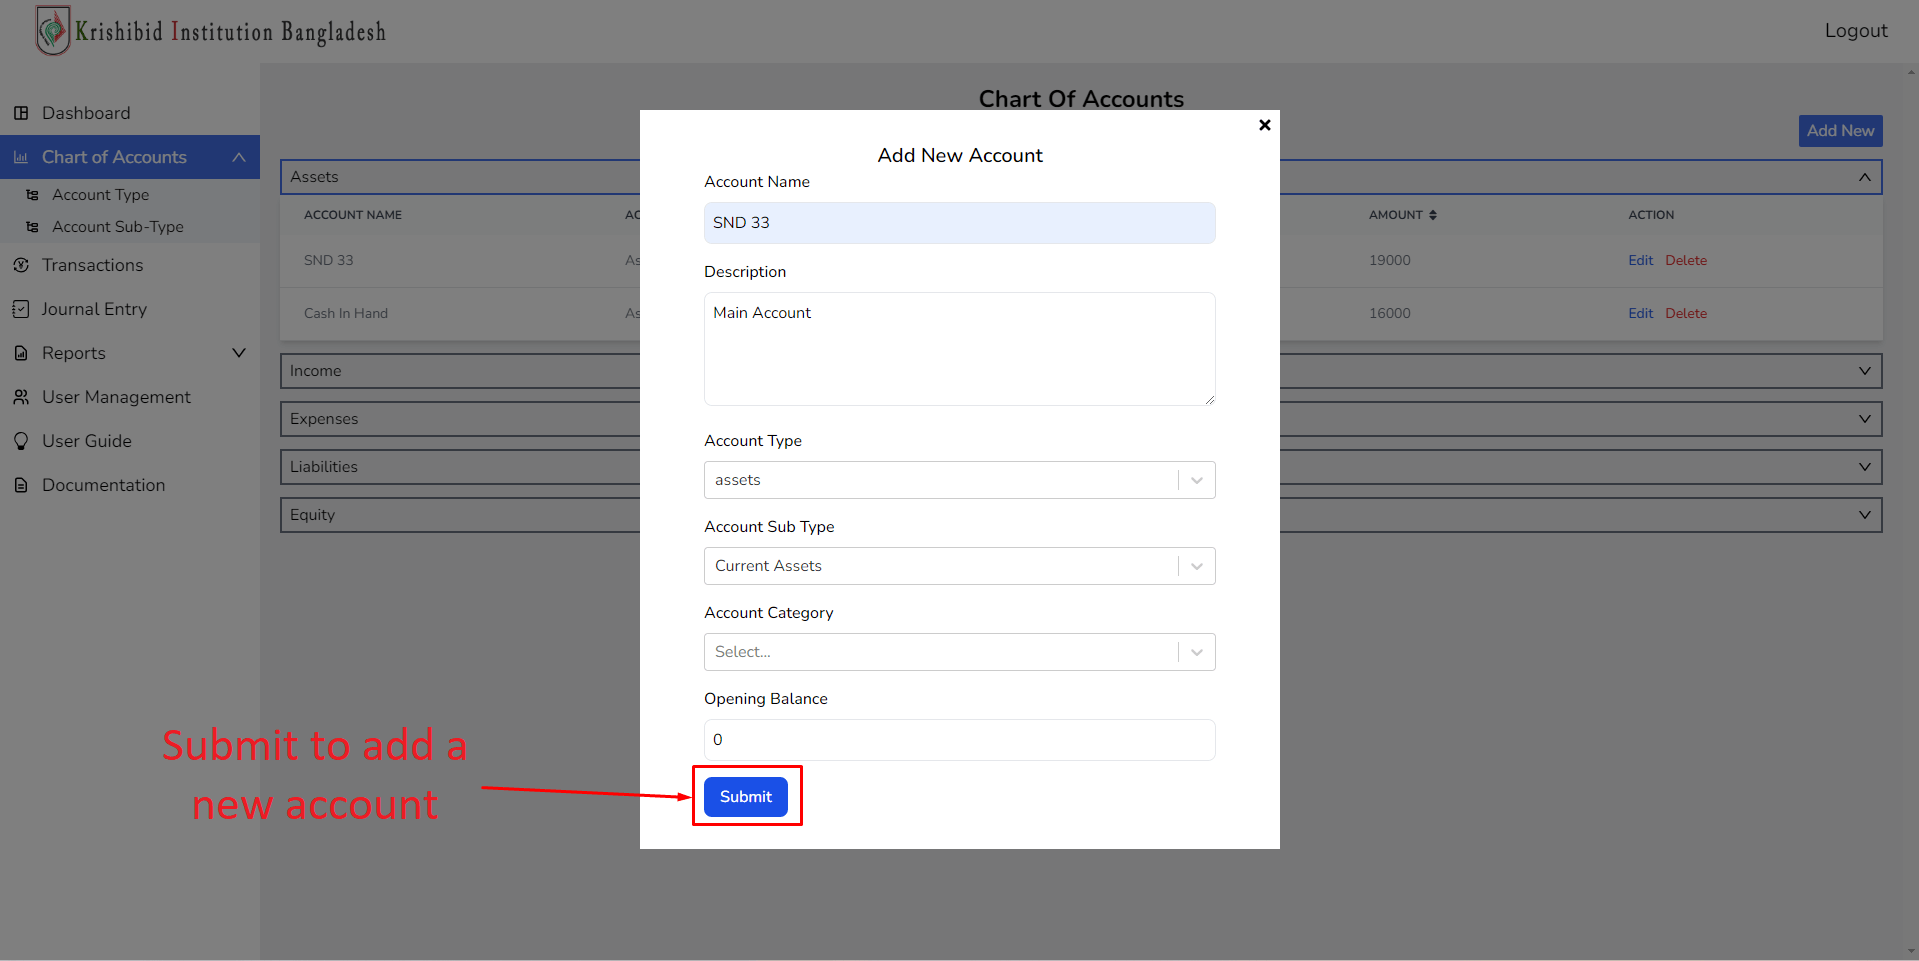 Krishibid Institution Bangladesh
Logout
Dashboard
Chart of Accounts
Account Type
Account Sub-Type
Transactions
Journal Entry
Reports
User Management
User Guide
Documentation
Chart Of Accounts
Add New
Assets
ACCOUNT NAME AC AMOUNT ACTION
SND 33 As 19000 Edit Delete
Cash In Hand As 16000 Edit Delete
Income
Expenses
Liabilities
Equity
Add New Account
Account Name
SND 33
Description
Main Account
Account Type
assets
Account Sub Type
Current Assets
Account Category
Select...
Opening Balance
0
Submit
Submit to add a
new account